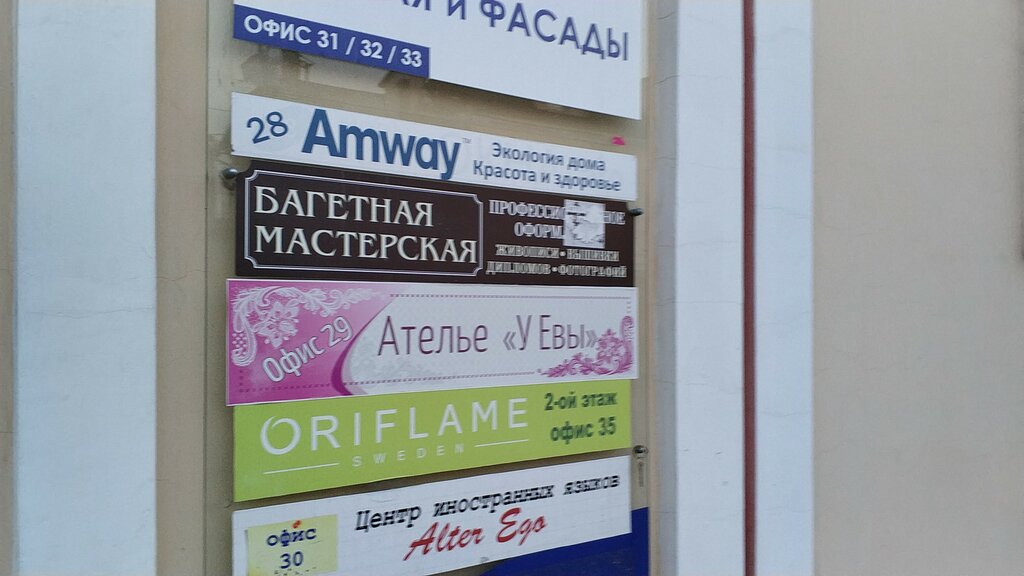 И ФАСАДЫ
ОФИС 31 / 32 / 33
28 Amway™ Экология дома
Красота и здоровье
БАГЕТНАЯ
МАСТЕРСКАЯ
ЖИВОПИСИ • ВЫШИВКИ
ДИПЛОМОВ • ФОТОГРАФИЙ
Офис 29 Ателье «У Евы»
ORIFLAME
SWEDEN
2-ой этаж
офис 35
Центр иностранных языков
Alter Ego
офис
30